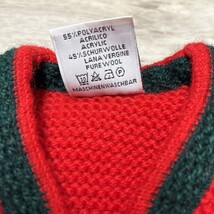 55%POLYACRYL
ACRILICO
ACRYLIC
45%SCHURWOLLE
LANA VERGINE
PURE WOOL
MASCHINENWASCHBAR